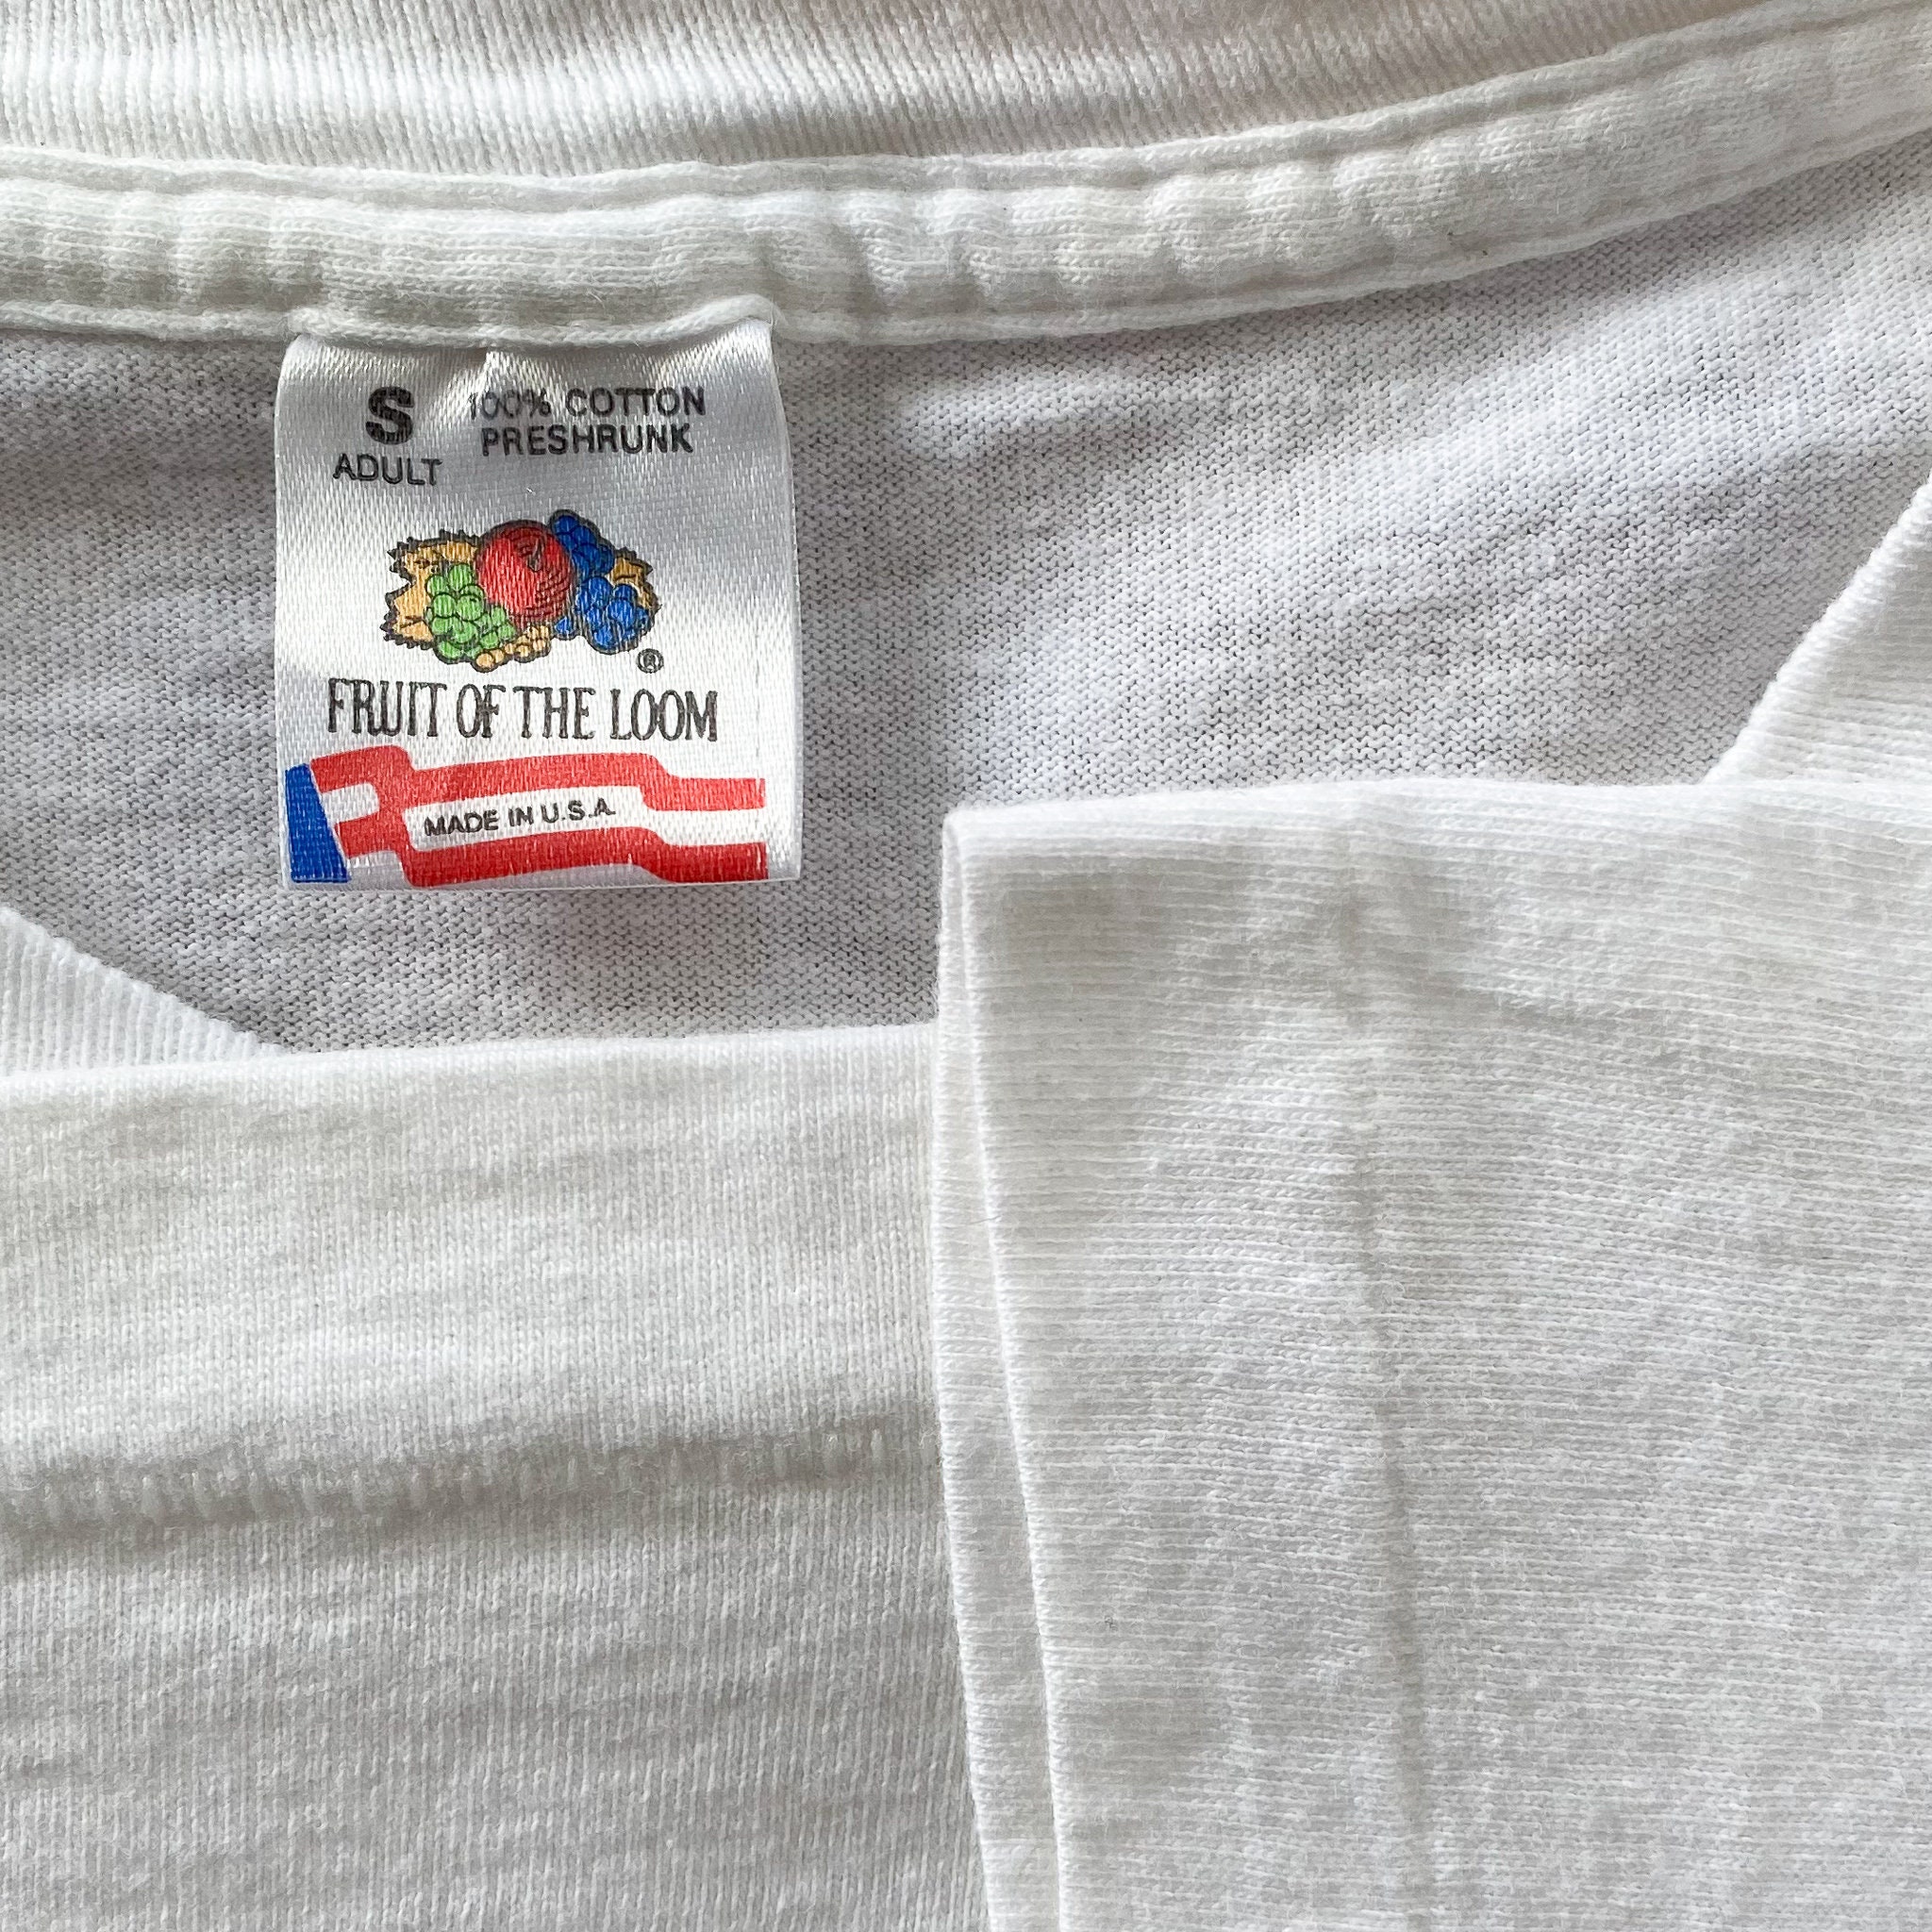 S 100% COTTON
ADULT PRESHRUNK
®
FRUIT OF THE LOOM
MADE IN U.S.A.